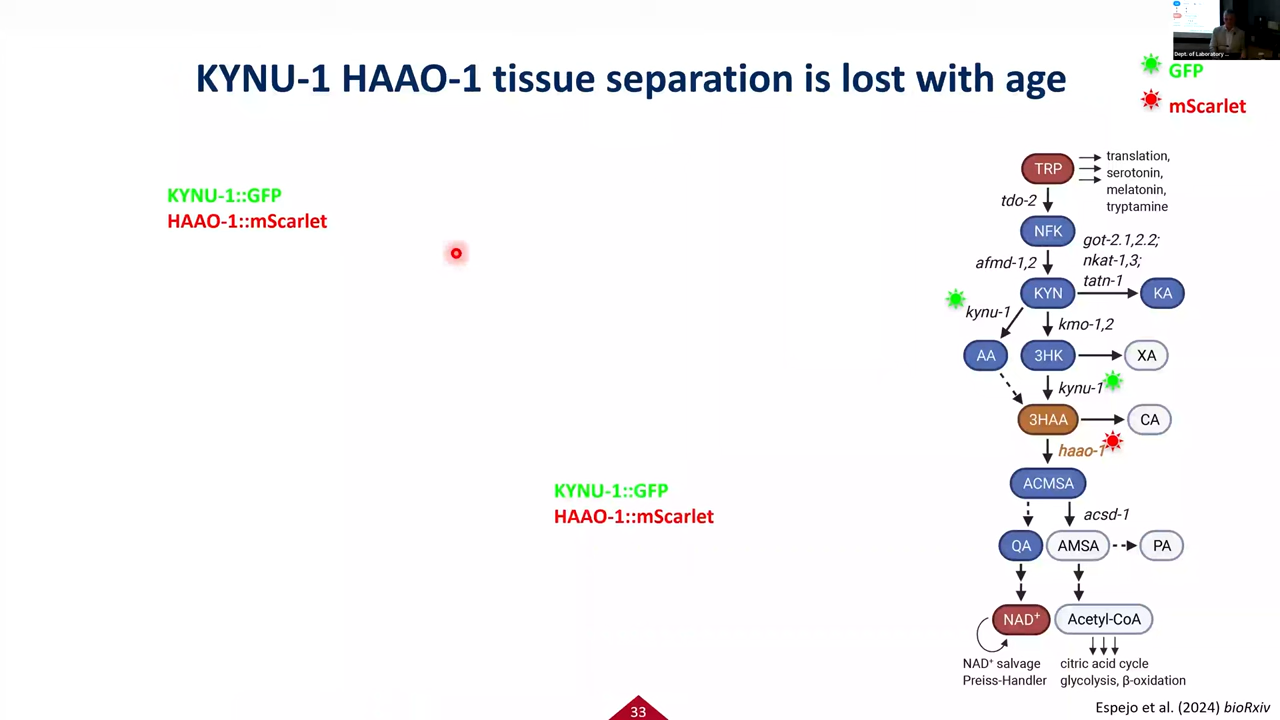 KYNU-1 HAAO-1 tissue separation is lost with age
Dept. of Laboratory ...
GFP
mScarlet
KYNU-1::GFP
HAAO-1::mScarlet
KYNU-1::GFP
HAAO-1::mScarlet
TRP
translation,
serotonin,
melatonin,
tryptamine
tdo-2
NFK
got-2.1,2.2;
nkat-1,3;
tatn-1
afmd-1,2
KYN
KA
kynu-1
kmo-1,2
AA
3HK
XA
kynu-1
3HAA
CA
haao-1
ACMSA
acsd-1
QA
AMSA
PA
NAD⁺
Acetyl-CoA
NAD⁺ salvage
Preiss-Handler
citric acid cycle
glycolysis, β-oxidation
33
Espejo et al. (2024) bioRxiv